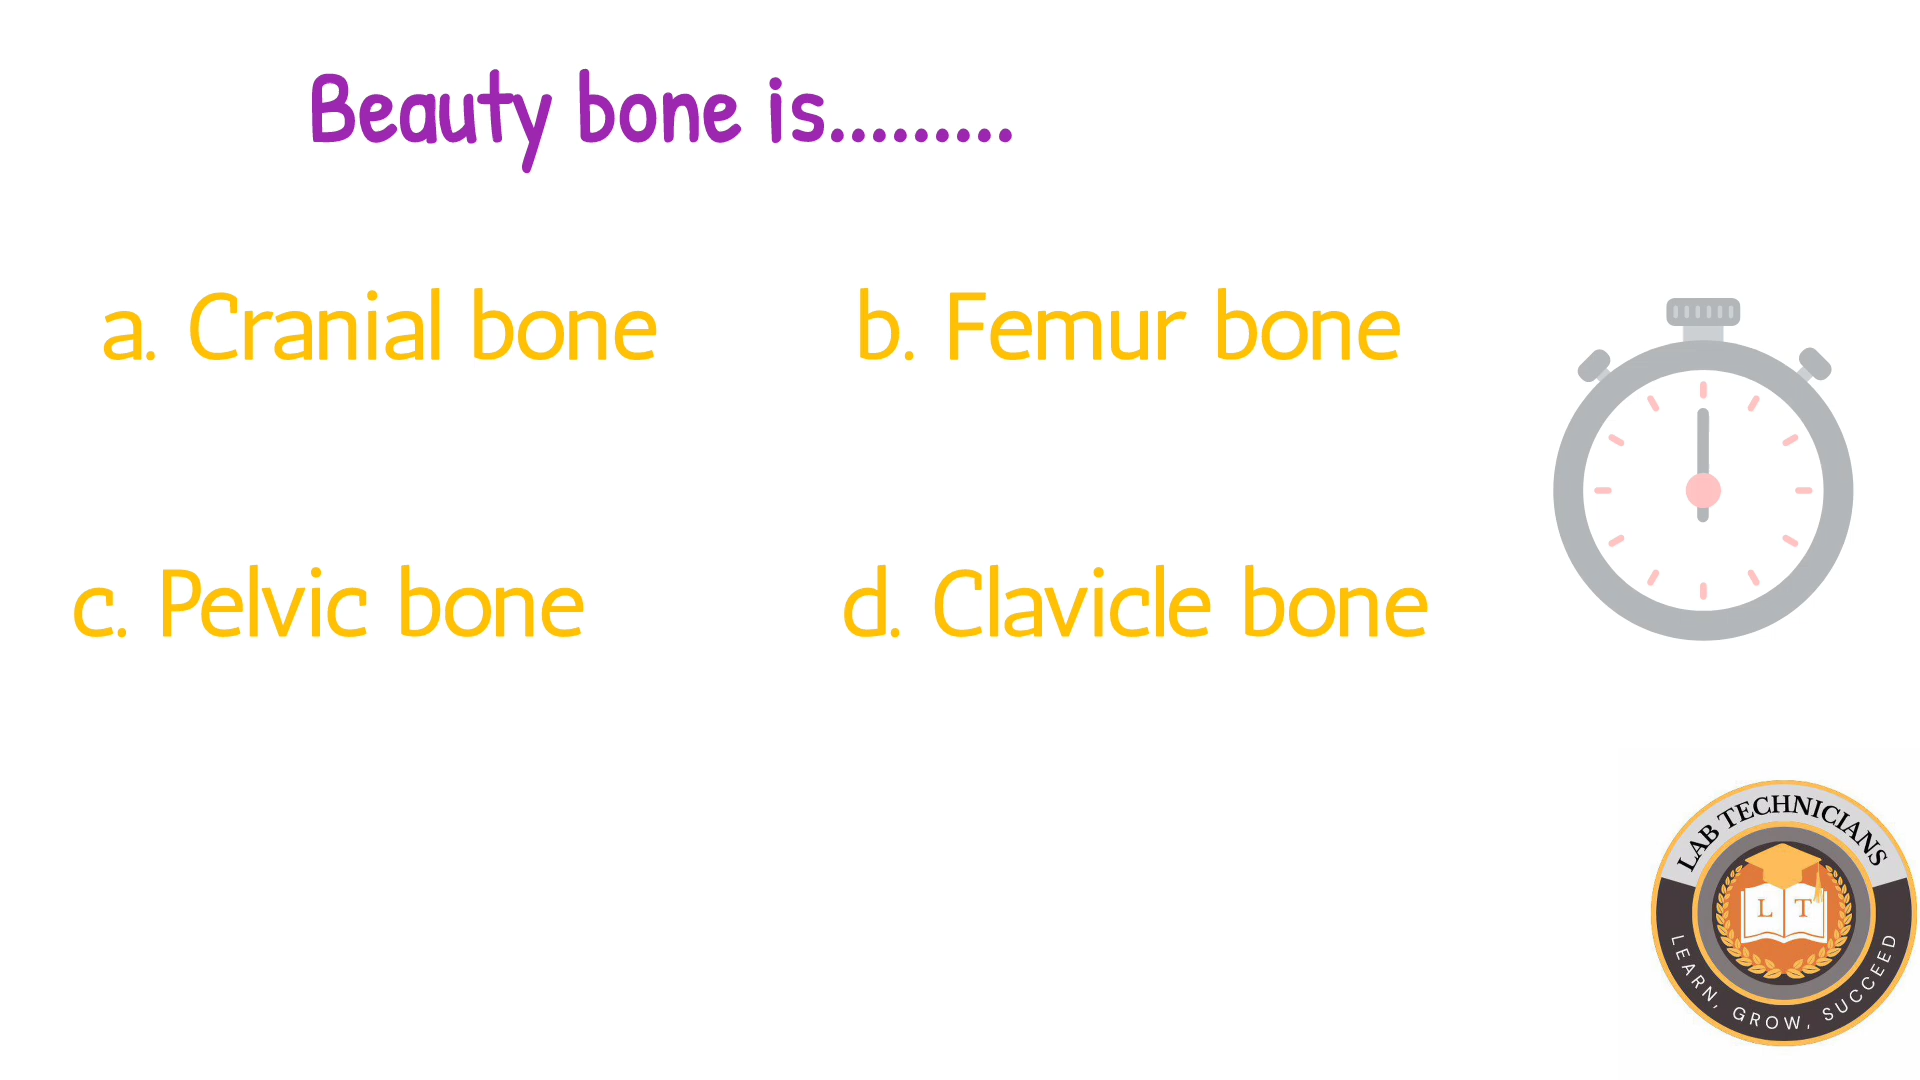 Beauty bone is.........
a. Cranial bone
b. Femur bone
c. Pelvic bone
d. Clavicle bone
LAB TECHNICIANS
L T
LEARN, GROW, SUCCEED